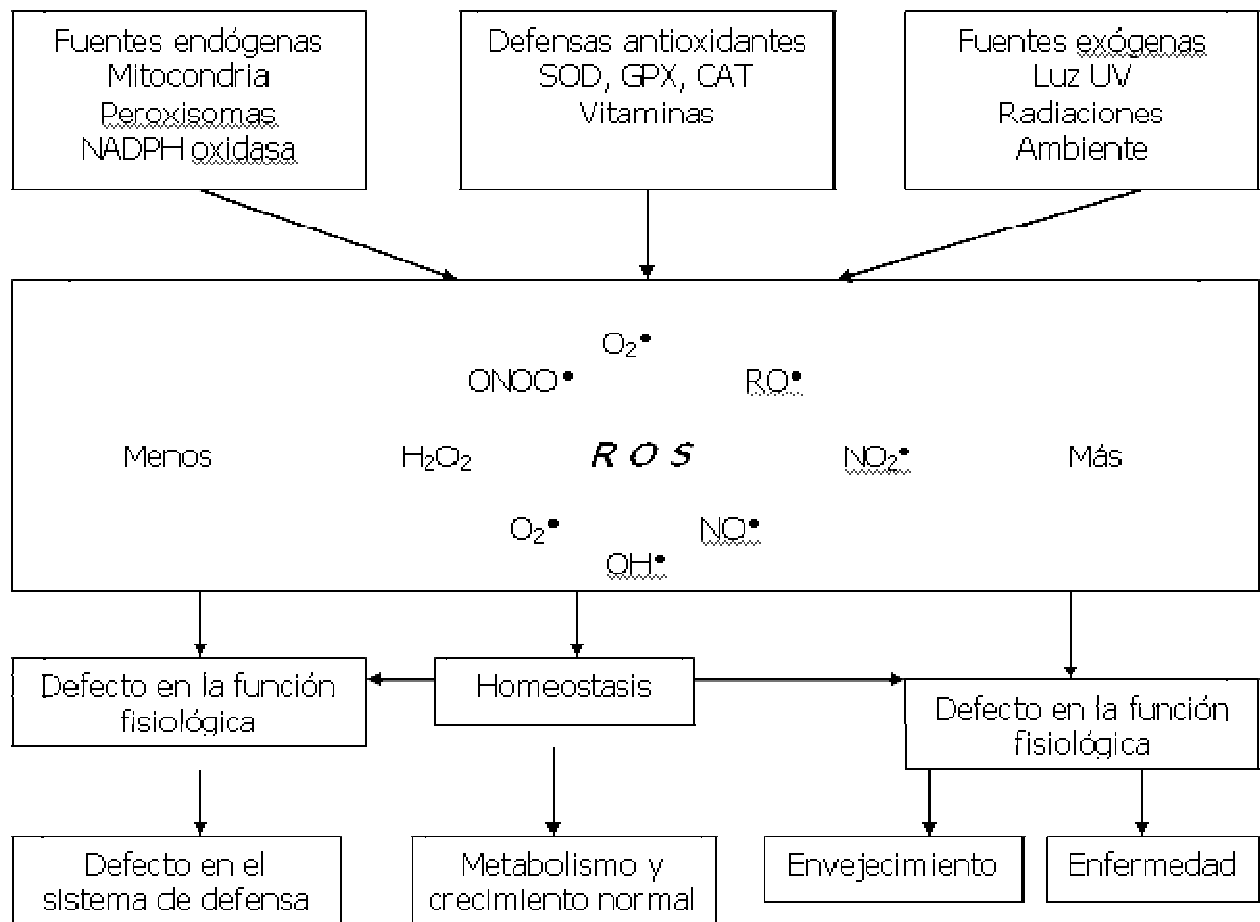 Fuentes endógenas
Mitocondria
Peroxisomas
NADPH oxidasa
Defensas antioxidantes
SOD, GPX, CAT
Vitaminas
Fuentes exógenas
Luz UV
Radiaciones
Ambiente
O₂•
ONOO• RO•
Menos H₂O₂ ROS NO₂• Más
O₂• NO•
OH•
Defecto en la función
fisiológica
Homeostasis
Defecto en la función
fisiológica
Defecto en el
sistema de defensa
Metabolismo y
crecimiento normal
Envejecimiento
Enfermedad